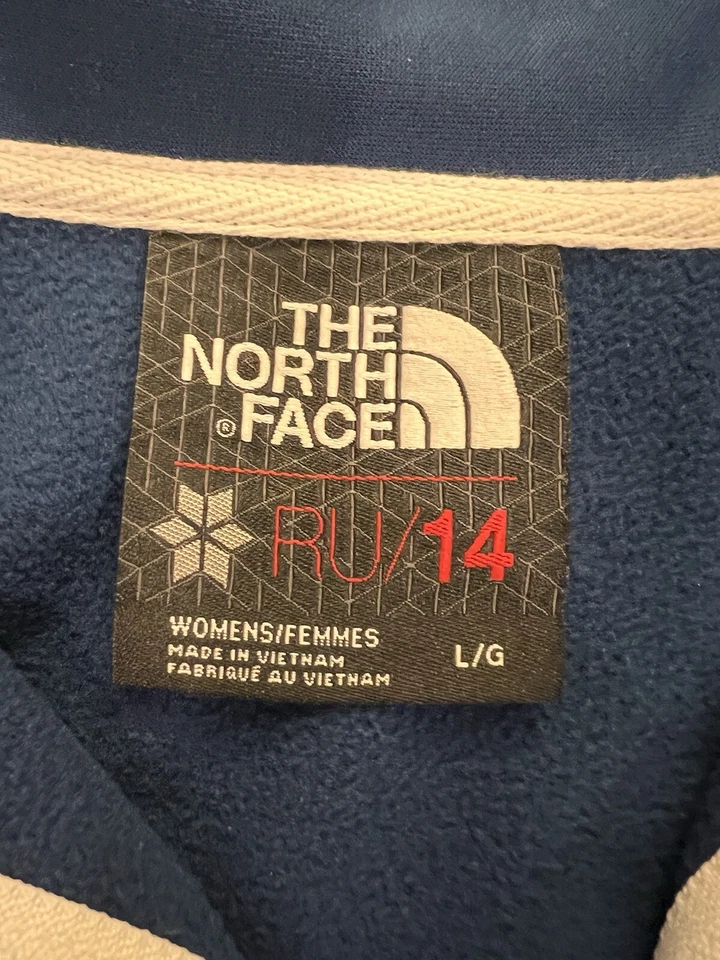 THE
NORTH
® FACE
RU/14
WOMENS/FEMMES
MADE IN VIETNAM
L/G
FABRIQUÉ AU VIETNAM